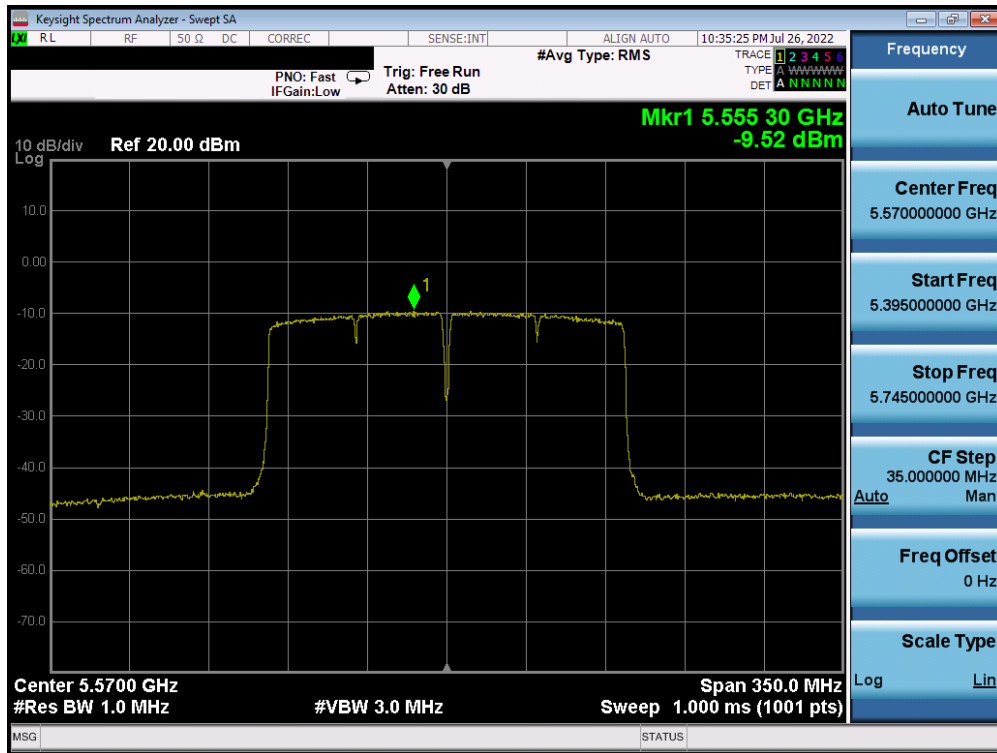 Keysight Spectrum Analyzer - Swept SA
LXI RL RF 50 Ω DC CORREC SENSE:INT ALIGN AUTO 10:35:25 PM Jul 26, 2022
PNO: Fast
IFGain:Low
Trig: Free Run
Atten: 30 dB
#Avg Type: RMS
TRACE 1 2 3 4 5 6
TYPE A WWWWW
DET A N N N N N
Mkr1 5.555 30 GHz
-9.52 dBm
10 dB/div Ref 20.00 dBm
Log
10.0
0.00
-10.0
-20.0
-30.0
-40.0
-50.0
-60.0
-70.0
1
Center 5.5700 GHz Span 350.0 MHz
#Res BW 1.0 MHz #VBW 3.0 MHz Sweep 1.000 ms (1001 pts)
MSG STATUS
Frequency
Auto Tune
Center Freq
5.570000000 GHz
Start Freq
5.395000000 GHz
Stop Freq
5.745000000 GHz
CF Step
35.000000 MHz
Auto Man
Freq Offset
0 Hz
Scale Type
Log Lin